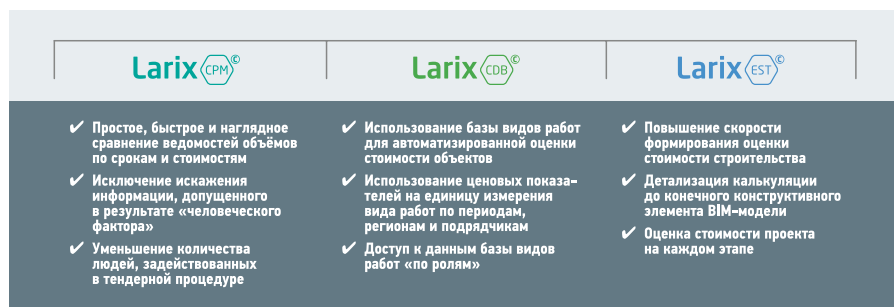 Larix CPM ©
Larix CDB ©
Larix EST ©
✔ Простое, быстрое и наглядное
сравнение ведомостей объёмов
по срокам и стоимостям
✔ Исключение искажения
информации, допущенного
в результате «человеческого
фактора»
✔ Уменьшение количества
людей, задействованных
в тендерной процедуре
✔ Использование базы видов работ
для автоматизированной оценки
стоимости объектов
✔ Использование ценовых показа-
телей на единицу измерения
вида работ по периодам,
регионам и подрядчикам
✔ Доступ к данным базы видов
работ «по ролям»
✔ Повышение скорости
формирования оценки
стоимости строительства
✔ Детализация калькуляции
до конечного конструктивного
элемента BIM-модели
✔ Оценка стоимости проекта
на каждом этапе